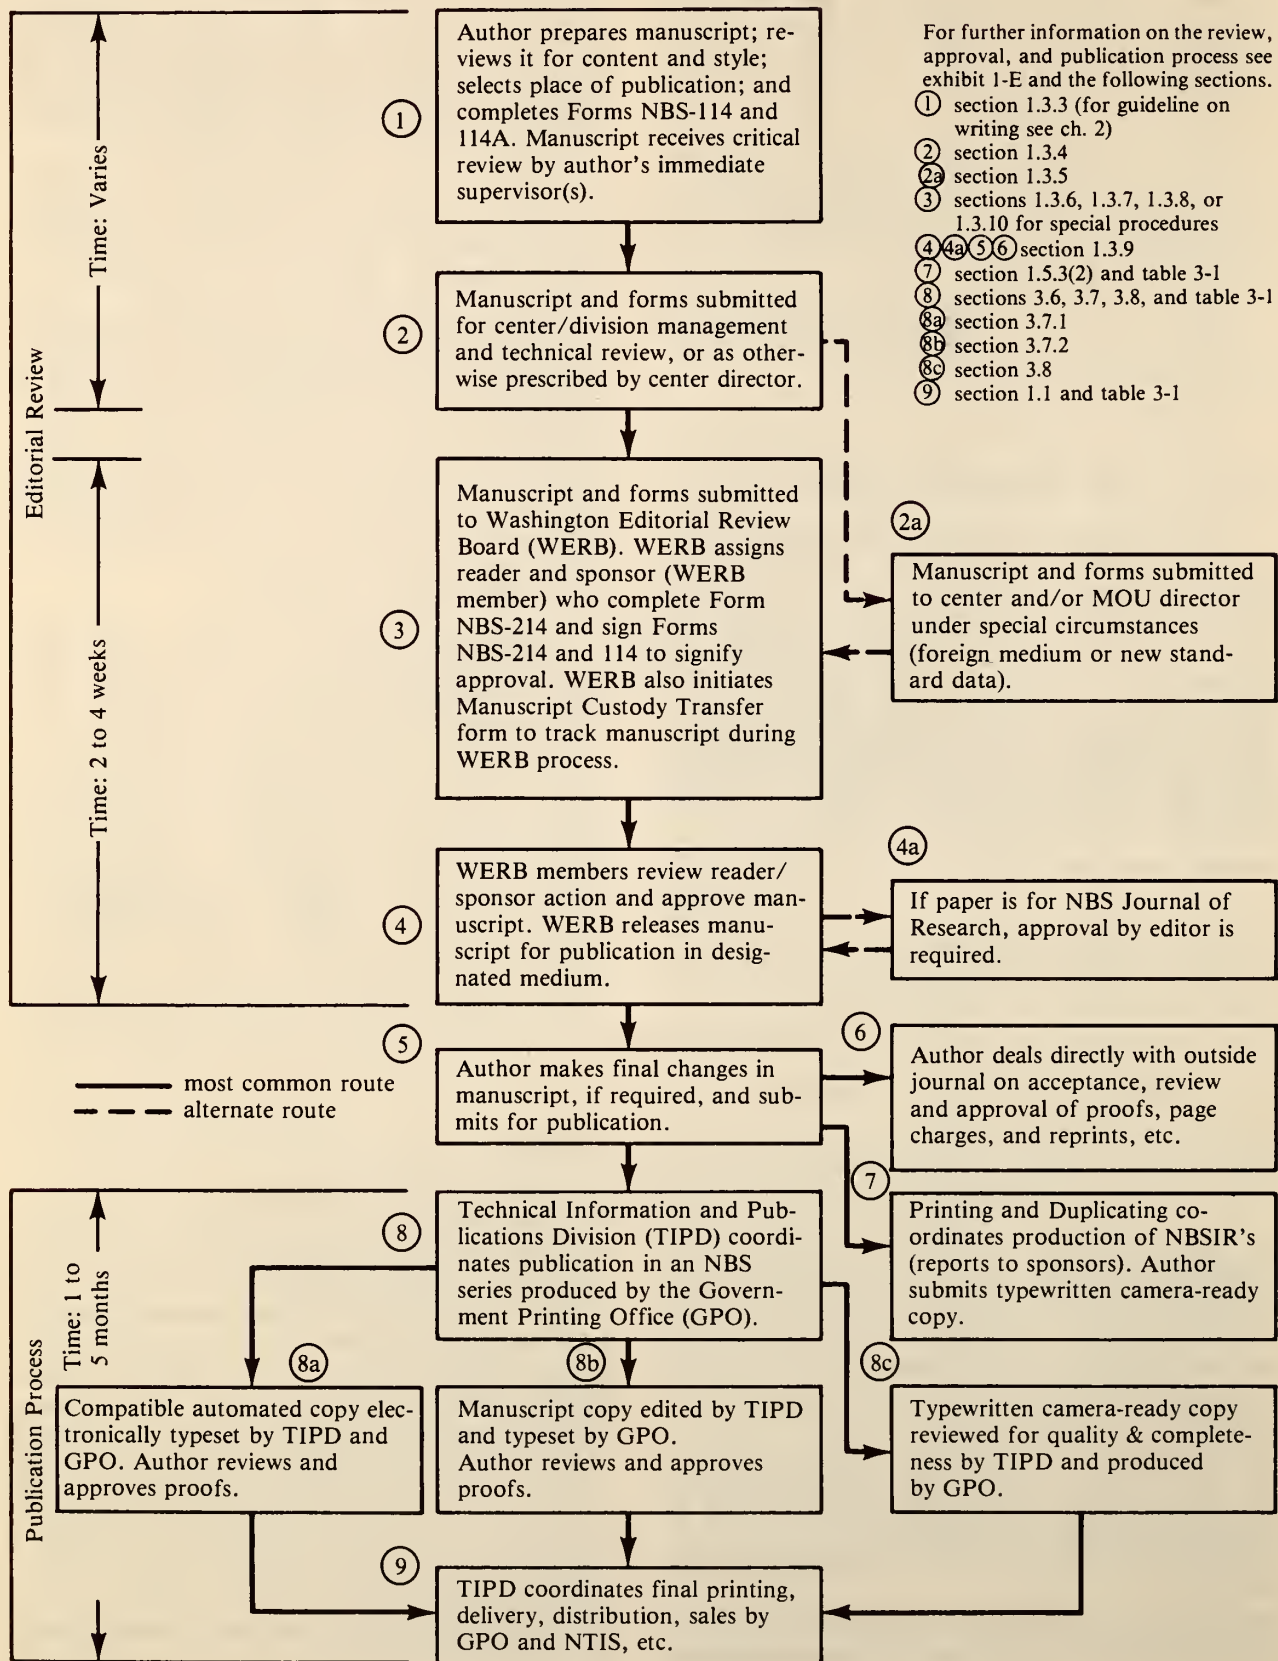 Editorial Review
Time: Varies
Time: 2 to 4 weeks
①
Author prepares manuscript; re-
views it for content and style;
selects place of publication; and
completes Forms NBS-114 and
114A. Manuscript receives critical
review by author's immediate
supervisor(s).
For further information on the review,
approval, and publication process see
exhibit 1-E and the following sections.
① section 1.3.3 (for guideline on
writing see ch. 2)
② section 1.3.4
2a section 1.3.5
③ sections 1.3.6, 1.3.7, 1.3.8, or
1.3.10 for special procedures
④ 4a ⑤ ⑥ section 1.3.9
⑦ section 1.5.3(2) and table 3-1
⑧ sections 3.6, 3.7, 3.8, and table 3-1
8a section 3.7.1
8b section 3.7.2
8c section 3.8
⑨ section 1.1 and table 3-1
②
Manuscript and forms submitted
for center/division management
and technical review, or as other-
wise prescribed by center director.
2a
Manuscript and forms submitted
to center and/or MOU director
under special circumstances
(foreign medium or new stand-
ard data).
③
Manuscript and forms submitted
to Washington Editorial Review
Board (WERB). WERB assigns
reader and sponsor (WERB
member) who complete Form
NBS-214 and sign Forms
NBS-214 and 114 to signify
approval. WERB also initiates
Manuscript Custody Transfer
form to track manuscript during
WERB process.
④
WERB members review reader/
sponsor action and approve man-
uscript. WERB releases manu-
script for publication in desig-
nated medium.
4a
If paper is for NBS Journal of
Research, approval by editor is
required.
⑤
Author makes final changes in
manuscript, if required, and sub-
mits for publication.
most common route
alternate route
⑥
Author deals directly with outside
journal on acceptance, review
and approval of proofs, page
charges, and reprints, etc.
⑦
Printing and Duplicating co-
ordinates production of NBSIR's
(reports to sponsors). Author
submits typewritten camera-ready
copy.
Publication Process
Time: 1 to
5 months
⑧
Technical Information and Pub-
lications Division (TIPD) coordi-
nates publication in an NBS
series produced by the Govern-
ment Printing Office (GPO).
8a
Compatible automated copy elec-
tronically typeset by TIPD and
GPO. Author reviews and
approves proofs.
8b
Manuscript copy edited by TIPD
and typeset by GPO.
Author reviews and approves
proofs.
8c
Typewritten camera-ready copy
reviewed for quality & complete-
ness by TIPD and produced
by GPO.
⑨
TIPD coordinates final printing,
delivery, distribution, sales by
GPO and NTIS, etc.